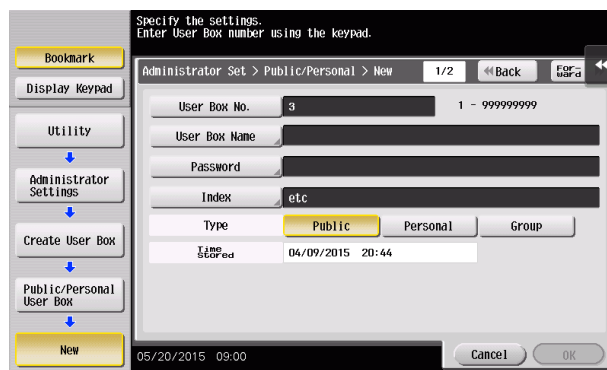 Specify the settings.
Enter User Box number using the keypad.
Bookmark
Display Keypad
Utility
Administrator
Settings
Create User Box
Public/Personal
User Box
New
Administrator Set > Public/Personal > New
1/2
Back
For-
ward
User Box No.
3
1 - 999999999
User Box Name
Password
Index
etc
Type
Public
Personal
Group
Time
Stored
04/09/2015 20:44
05/20/2015 09:00
Cancel
OK